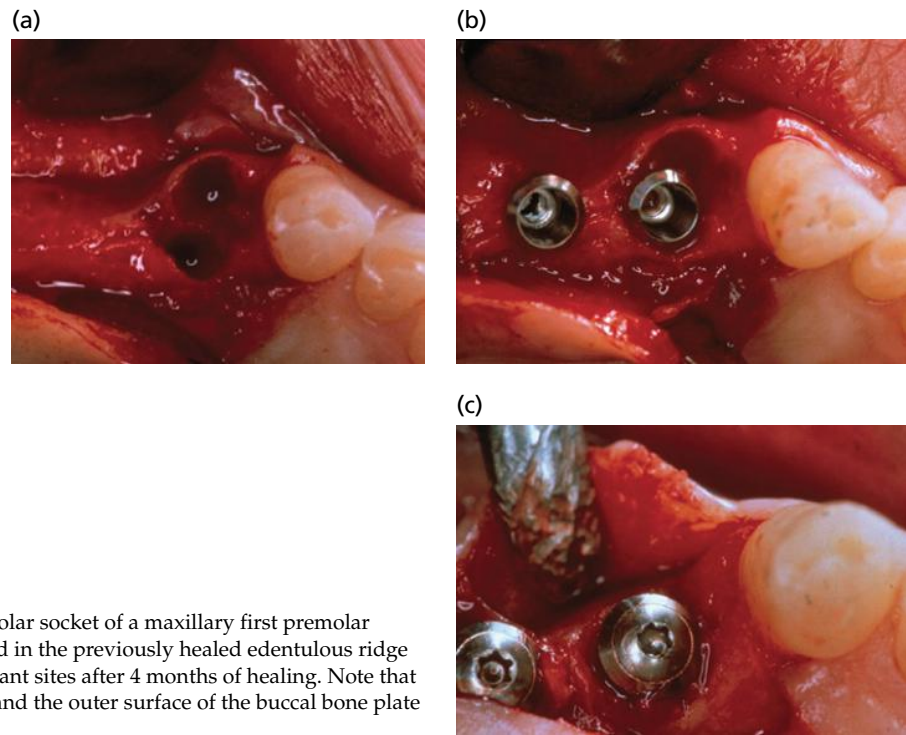 (a)
(b)
(c)
olar socket of a maxillary first premolar
d in the previously healed edentulous ridge
ant sites after 4 months of healing. Note that
and the outer surface of the buccal bone plate